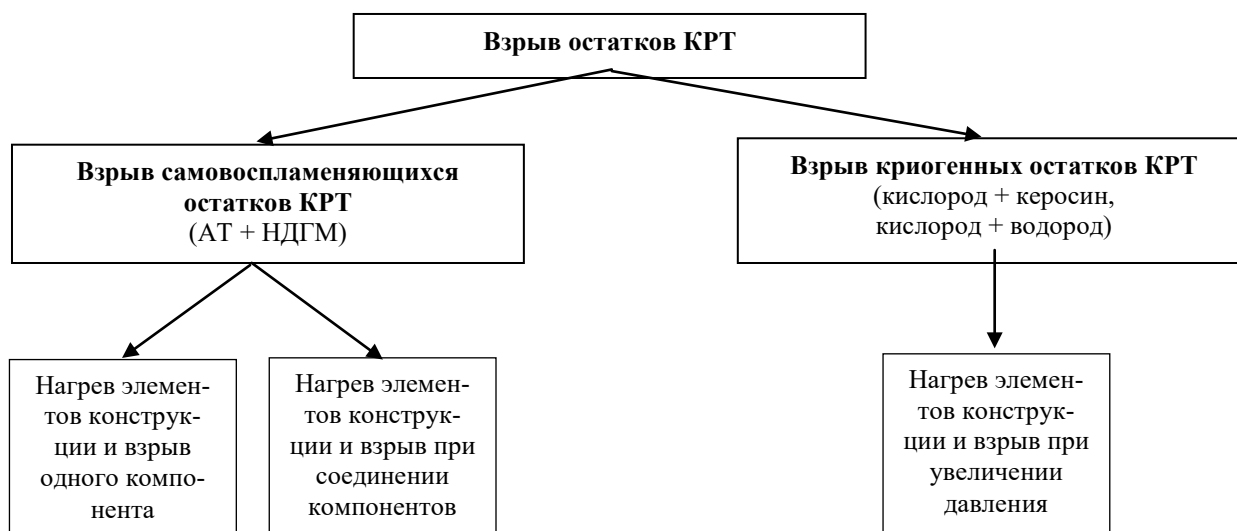 Взрыв остатков КРТ
Взрыв самовоспламеняющихся
остатков КРТ
(АТ + НДГМ)
Взрыв криогенных остатков КРТ
(кислород + керосин,
кислород + водород)
Нагрев элемен-
тов конструк-
ции и взрыв
одного компо-
нента
Нагрев элемен-
тов конструк-
ции и взрыв при
соединении
компонентов
Нагрев элемен-
тов конструк-
ции и взрыв при
увеличении
давления